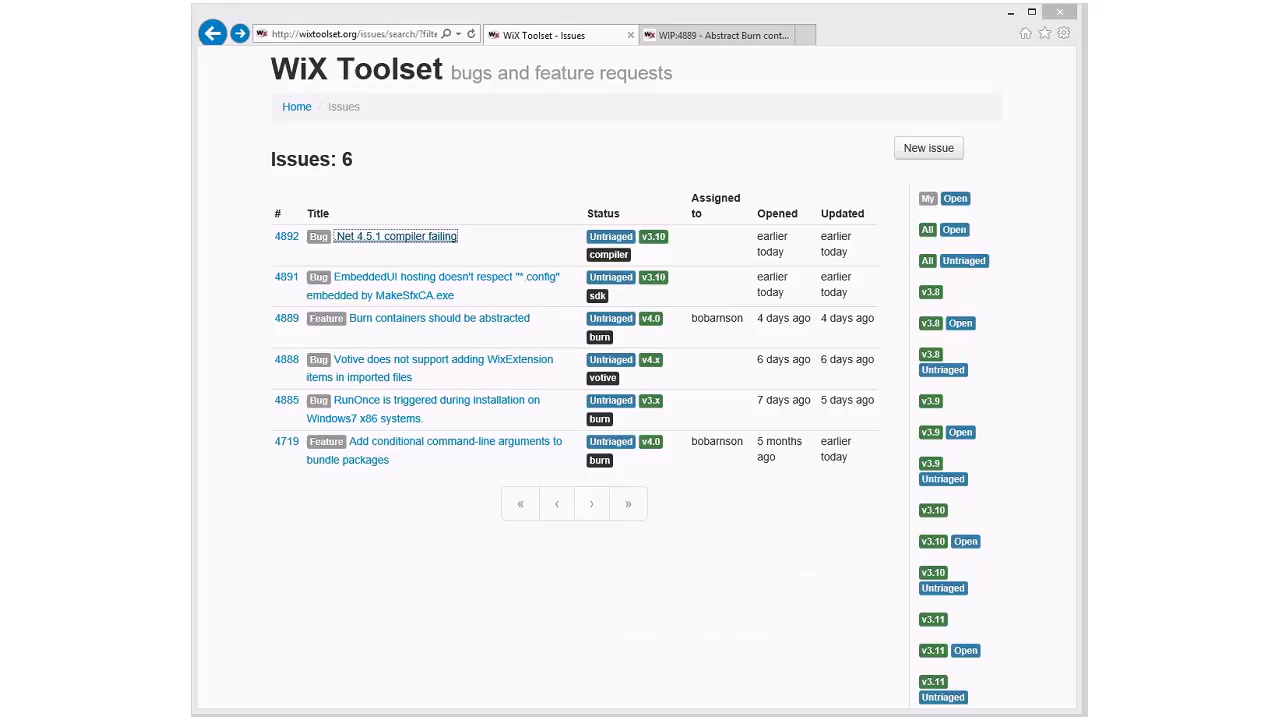 http://wixtoolset.org/issues/search/?filte
WiX Toolset - Issues
WIP:4889 - Abstract Burn cont...
WiX Toolset bugs and feature requests
Home / Issues
Issues: 6
New issue
# Title Status Assigned to Opened Updated
4892 Bug .Net 4.5.1 compiler failing Untriaged v3.10 earlier earlier
compiler today today
4891 Bug EmbeddedUI hosting doesn't respect "*.config" Untriaged v3.10 earlier earlier
embedded by MakeSfxCA.exe sdk today today
4889 Feature Burn containers should be abstracted Untriaged v4.0 bobarnson 4 days ago 4 days ago
burn
4888 Bug Votive does not support adding WixExtension Untriaged v4.x 6 days ago 6 days ago
items in imported files votive
4885 Bug RunOnce is triggered during installation on Untriaged v3.x 7 days ago 5 days ago
Windows7 x86 systems. burn
4719 Feature Add conditional command-line arguments to Untriaged v4.0 bobarnson 5 months earlier
bundle packages burn ago today
« ‹ › »
My Open
All Open
All Untriaged
v3.8
v3.8 Open
v3.8
Untriaged
v3.9
v3.9 Open
v3.9
Untriaged
v3.10
v3.10 Open
v3.10
Untriaged
v3.11
v3.11 Open
v3.11
Untriaged